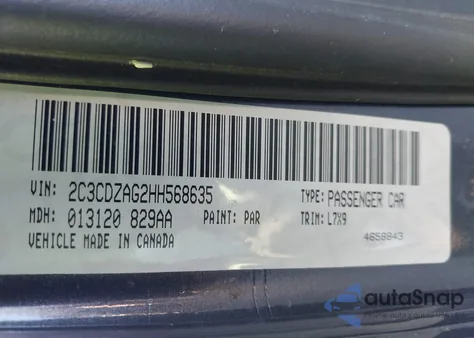 VIN: 2C3CDZAG2HH568635 TYPE: PASSENGER CAR
MDH: 013120 829AA PAINT: PAR TRIM: L7X9
VEHICLE MADE IN CANADA 4658843
autoSnap